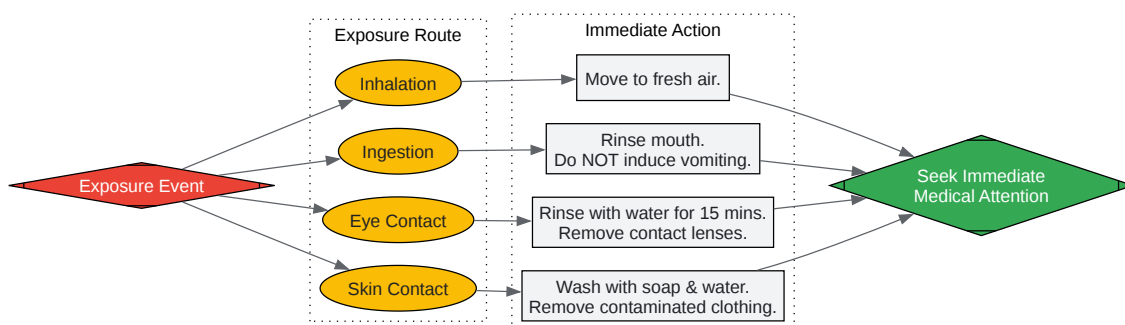 Exposure Route
Immediate Action
Exposure Event
Inhalation
Move to fresh air.
Ingestion
Rinse mouth.
Do NOT induce vomiting.
Eye Contact
Rinse with water for 15 mins.
Remove contact lenses.
Skin Contact
Wash with soap & water.
Remove contaminated clothing.
Seek Immediate
Medical Attention